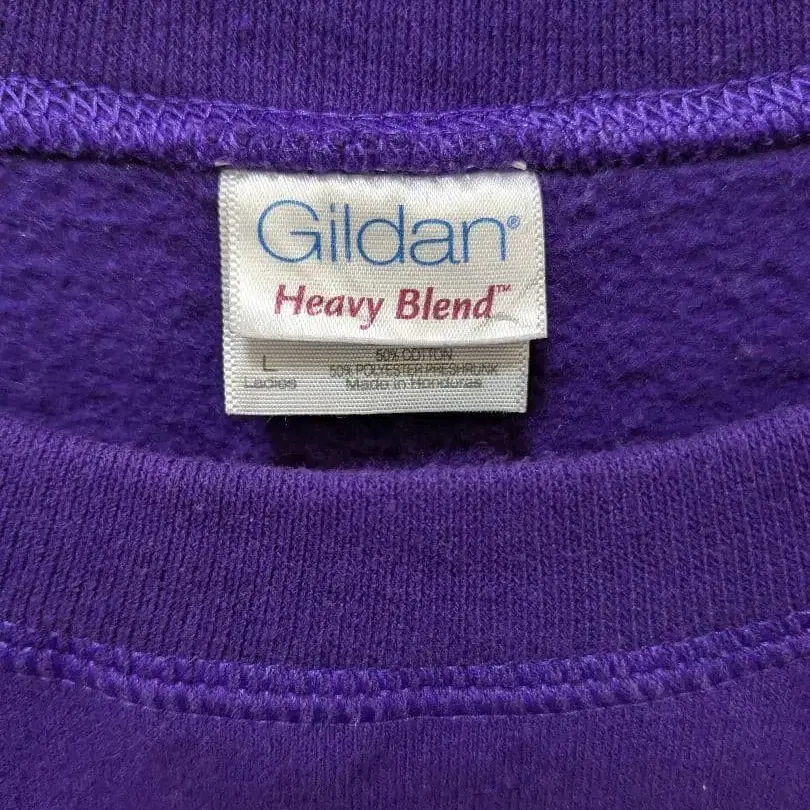 Gildan®
Heavy Blend™
L
Ladies
50% COTTON
50% POLYESTER PRESHRUNK
Made in Honduras